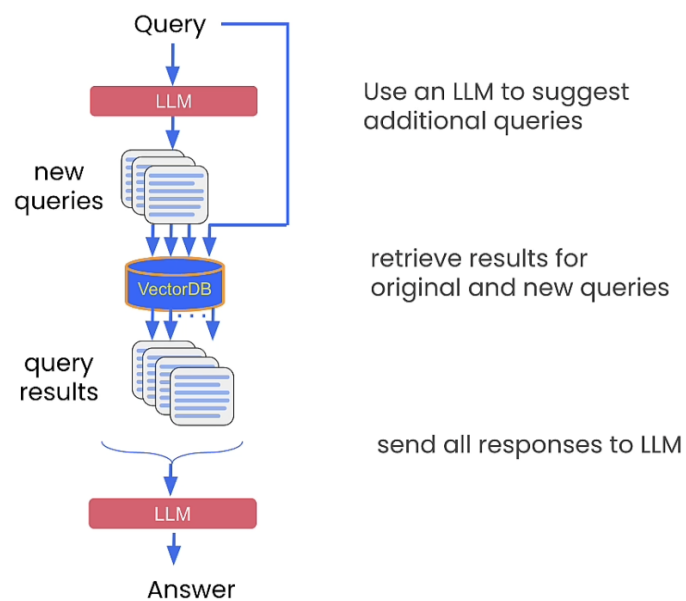 Query
LLM
Use an LLM to suggest
additional queries
new
queries
VectorDB
retrieve results for
original and new queries
query
results
send all responses to LLM
LLM
Answer